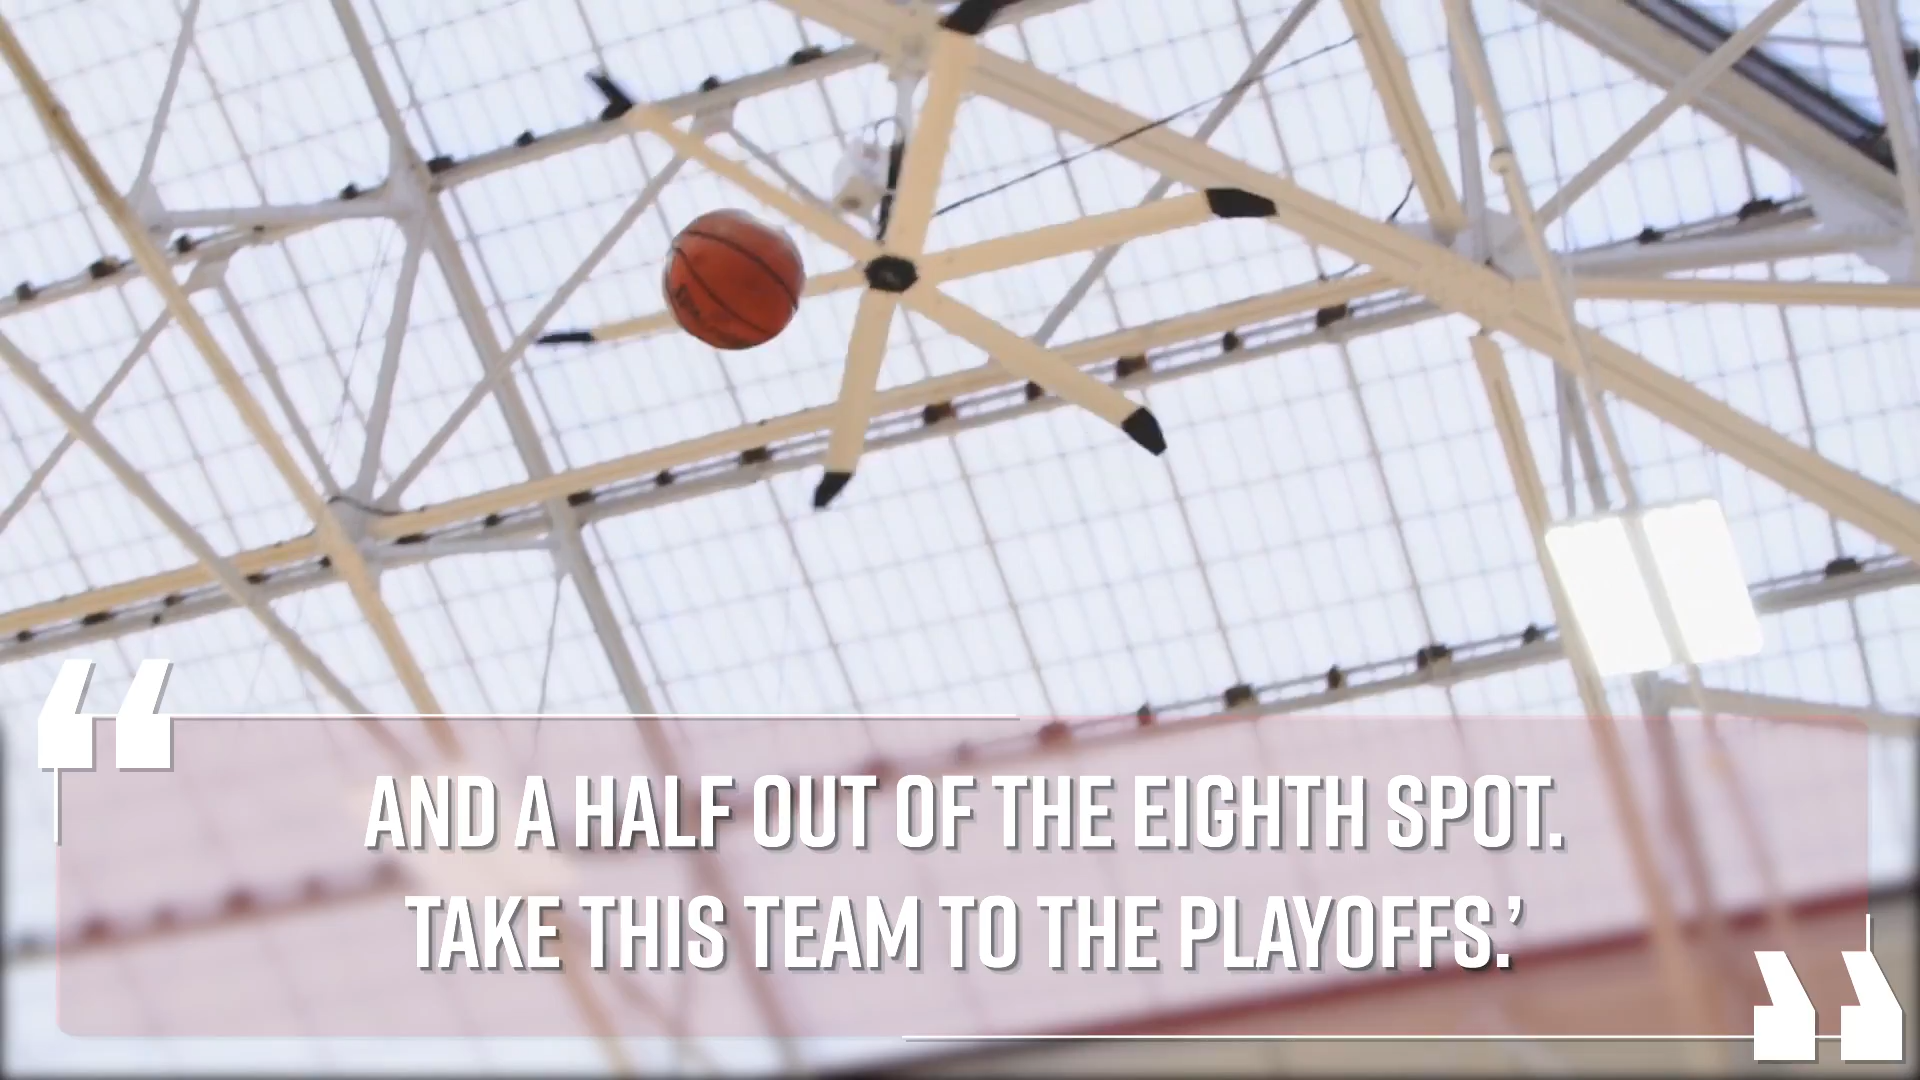 “
AND A HALF OUT OF THE EIGHTH SPOT.
TAKE THIS TEAM TO THE PLAYOFFS.’
”